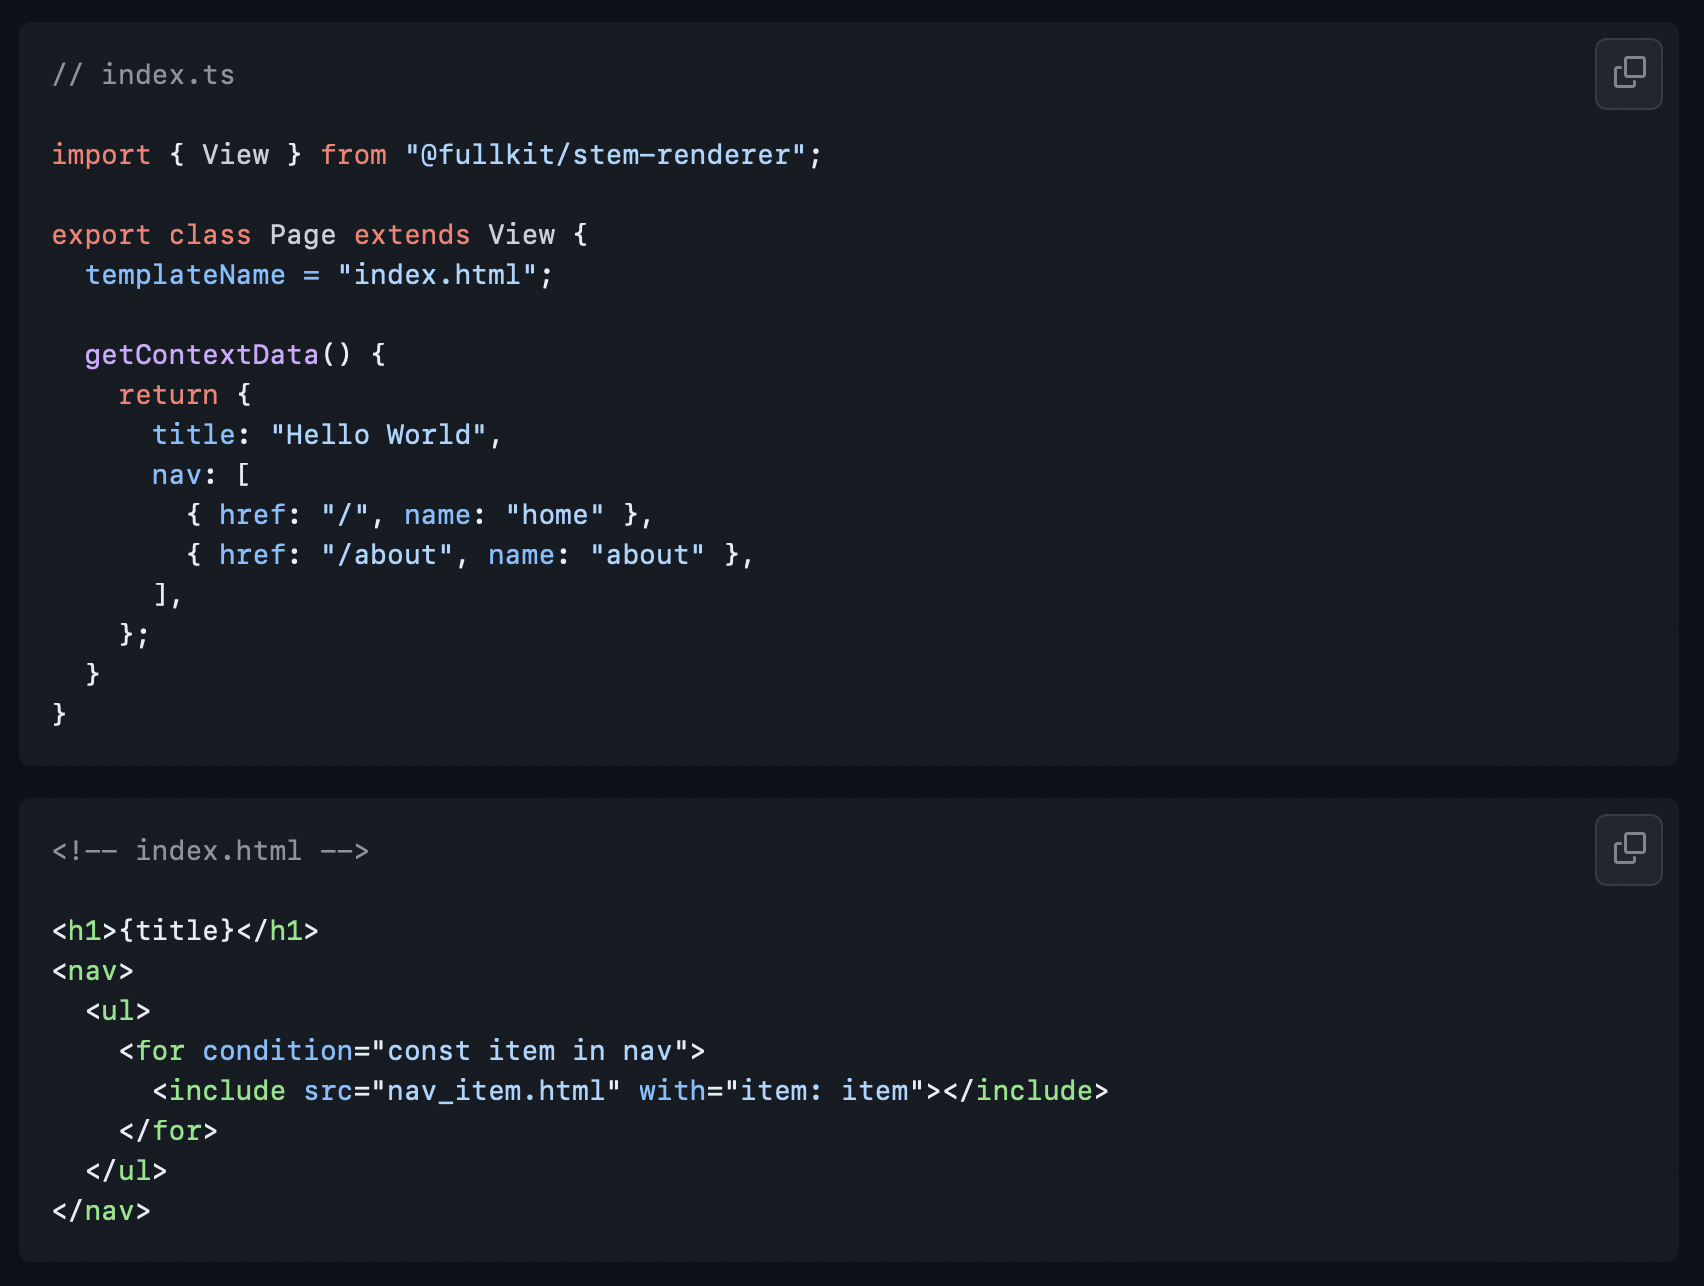 // index.ts

import { View } from "@fullkit/stem-renderer";

export class Page extends View {
  templateName = "index.html";

  getContextData() {
    return {
      title: "Hello World",
      nav: [
        { href: "/", name: "home" },
        { href: "/about", name: "about" },
      ],
    };
  }
}

<!-- index.html -->

<h1>{title}</h1>
<nav>
  <ul>
    <for condition="const item in nav">
      <include src="nav_item.html" with="item: item"></include>
    </for>
  </ul>
</nav>